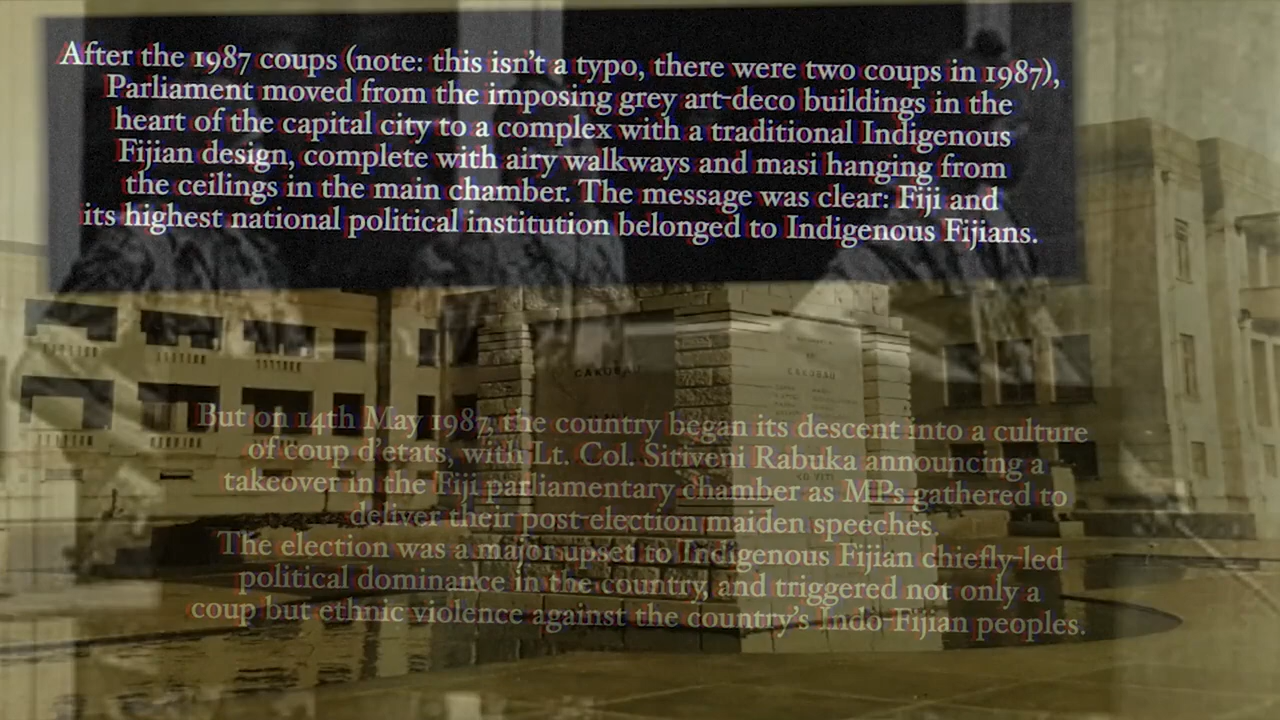 After the 1987 coups (note: this isn't a typo, there were two coups in 1987),
Parliament moved from the imposing grey art-deco buildings in the
heart of the capital city to a complex with a traditional Indigenous
Fijian design, complete with airy walkways and masi hanging from
the ceilings in the main chamber. The message was clear: Fiji and
its highest national political institution belonged to Indigenous Fijians.
CAKOBAU
CAKOBAU
But on 14th May 1987, the country began its descent into a culture
of coup d'etats, with Lt. Col. Sitiveni Rabuka announcing a
takeover in the Fiji parliamentary chamber as MPs gathered to
deliver their post election maiden speeches.
The election was a major upset to Indigenous Fijian chiefly-led
political dominance in the country, and triggered not only a
coup but ethnic violence against the country's Indo-Fijian peoples.